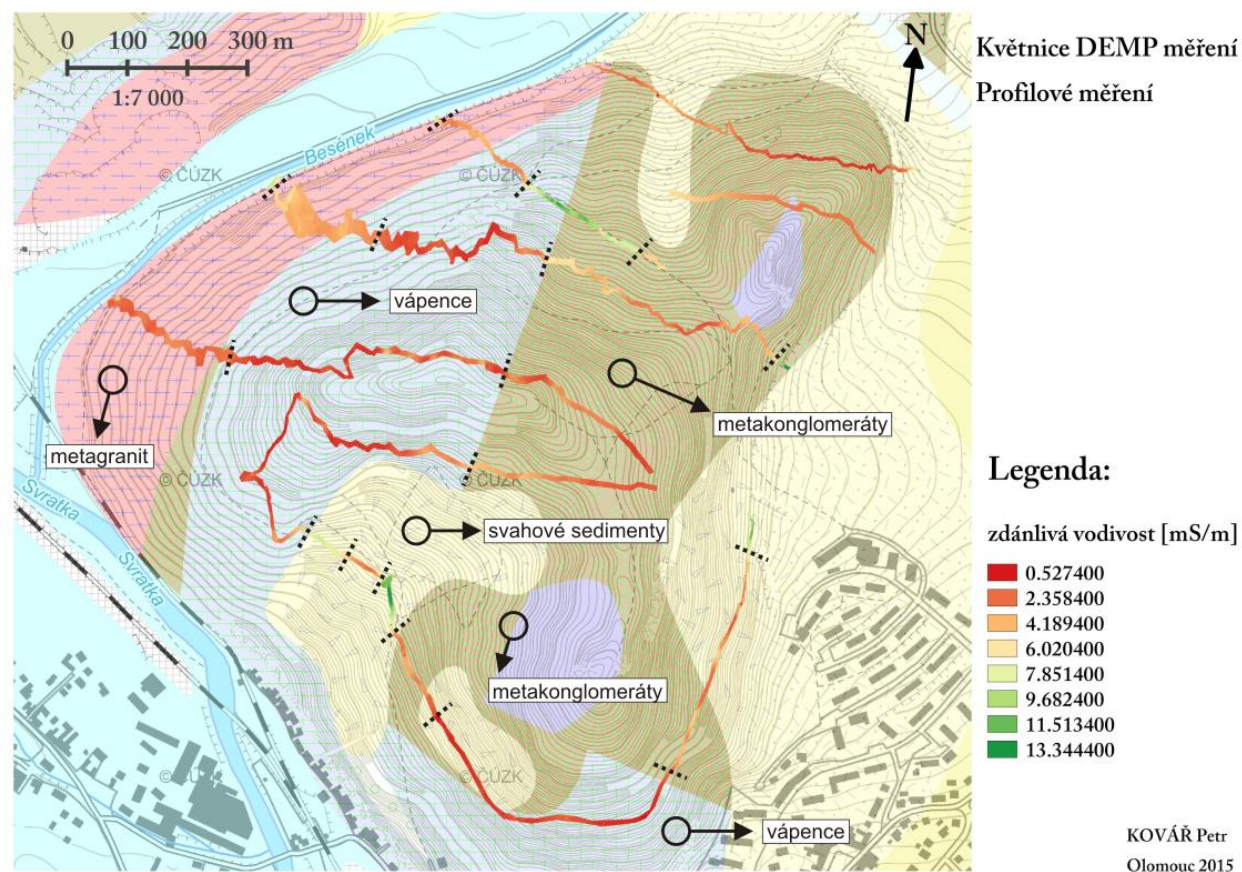 0 100 200 300 m
1:7 000
N
Květnice DEMP měření
Profilové měření
Besének
© ČÚZK
© ČÚZK
vápence
metakonglomeráty
metagranit
© ČÚZK
© ČÚZK
Svratka
Svratka
svahové sedimenty
metakonglomeráty
© ČÚZK
© ČÚZK
vápence
Legenda:
zdánlivá vodivost [mS/m]
0.527400
2.358400
4.189400
6.020400
7.851400
9.682400
11.513400
13.344400
KOVÁŘ Petr
Olomouc 2015